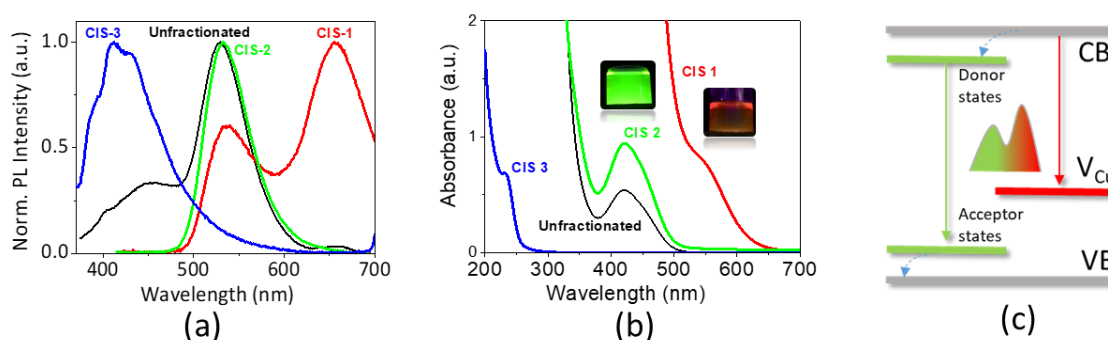 CIS-3
Unfractionated
CIS-1
CIS-2
Norm. PL Intensity (a.u.)
1.0
0.5
0.0
400
500
600
700
Wavelength (nm)
(a)
Absorbance (a.u.)
2
1
0
CIS 1
CIS 2
CIS 3
Unfractionated
200
300
400
500
600
700
Wavelength (nm)
(b)
CB
Donor
states
Acceptor
states
VB
(c)